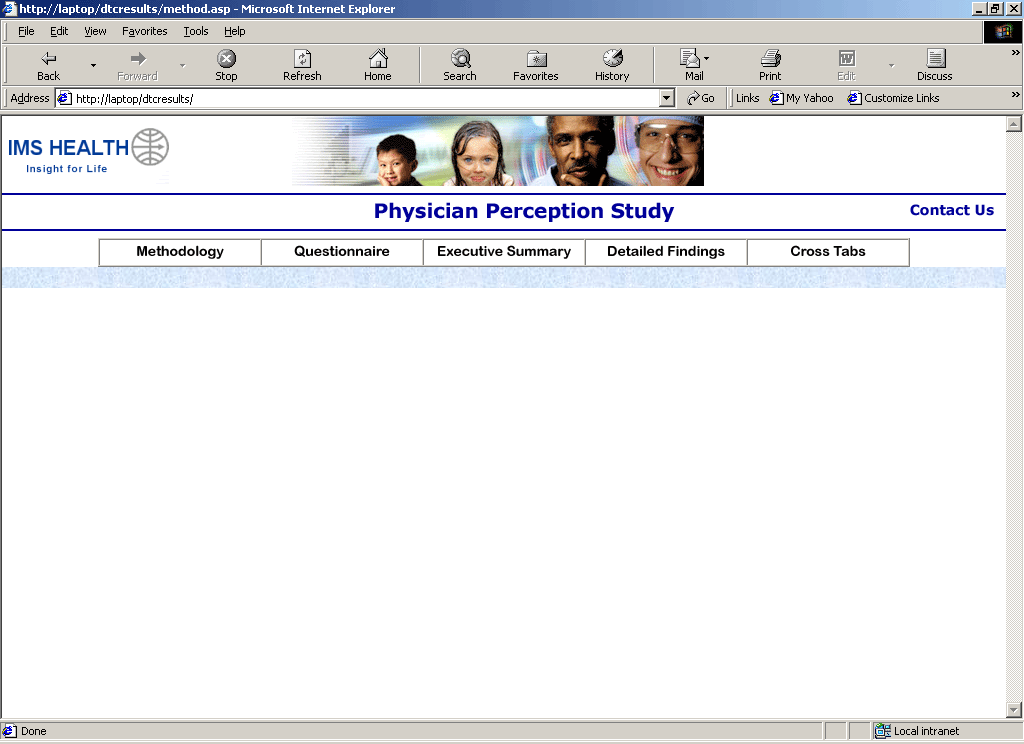 http://laptop/dtcresults/method.asp - Microsoft Internet Explorer
File Edit View Favorites Tools Help
Back Forward Stop Refresh Home Search Favorites History Mail Print Edit Discuss
Address http://laptop/dtcresults/ Go Links My Yahoo Customize Links
IMS HEALTH
Insight for Life
Physician Perception Study Contact Us
Methodology Questionnaire Executive Summary Detailed Findings Cross Tabs
Done Local intranet